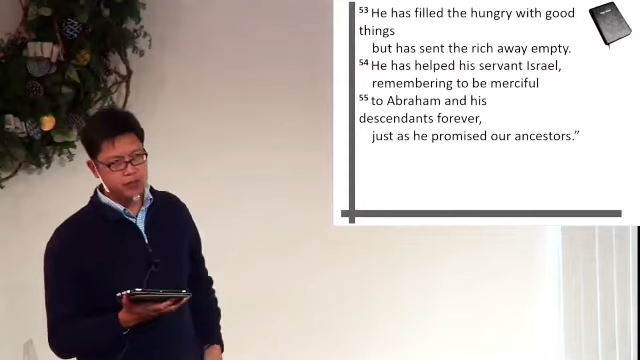 53 He has filled the hungry with good
things
but has sent the rich away empty.
54 He has helped his servant Israel,
remembering to be merciful
55 to Abraham and his
descendants forever,
just as he promised our ancestors.”